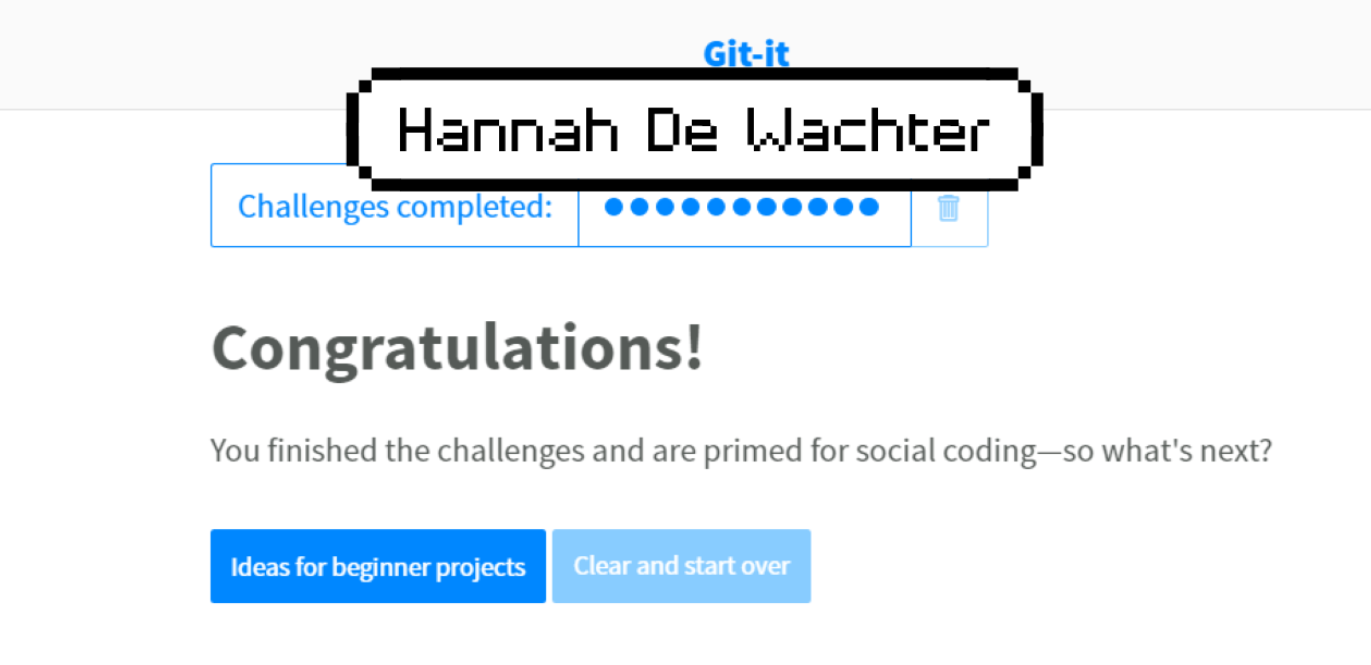 Git-it
Hannah De Wachter
Challenges completed:
Congratulations!
You finished the challenges and are primed for social coding—so what's next?
Ideas for beginner projects
Clear and start over